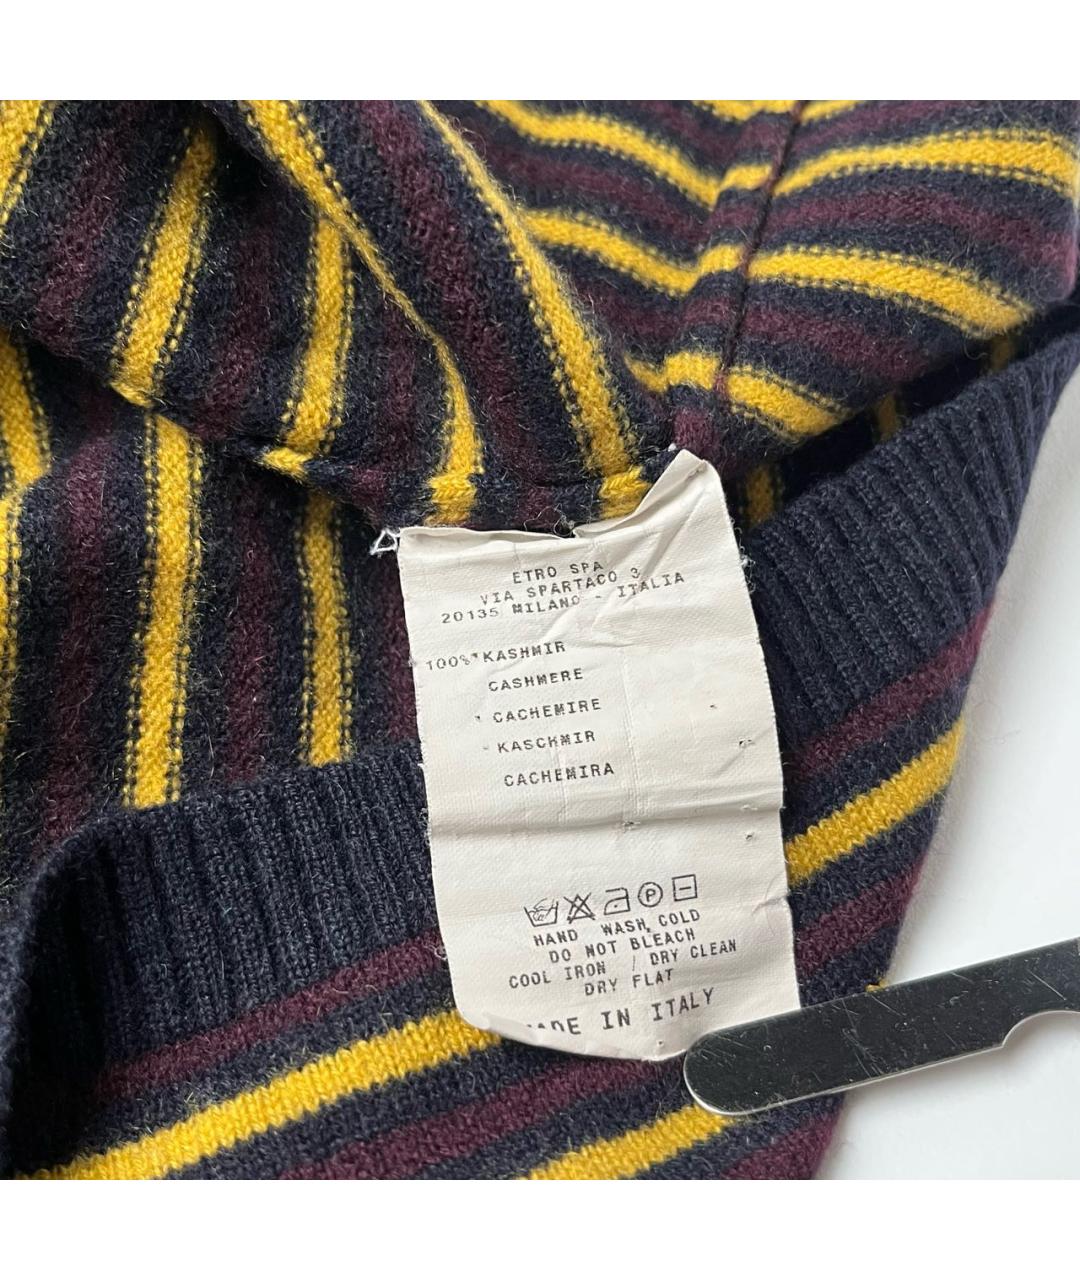 ETRO SPA
VIA SPARTACO 3
20135 MILANO - ITALIA
100% KASHMIR
CASHMERE
CACHEMIRE
KASCHMIR
CACHEMIRA
P
HAND WASH, COLD
DO NOT BLEACH
COOL IRON / DRY CLEAN
DRY FLAT
MADE IN ITALY